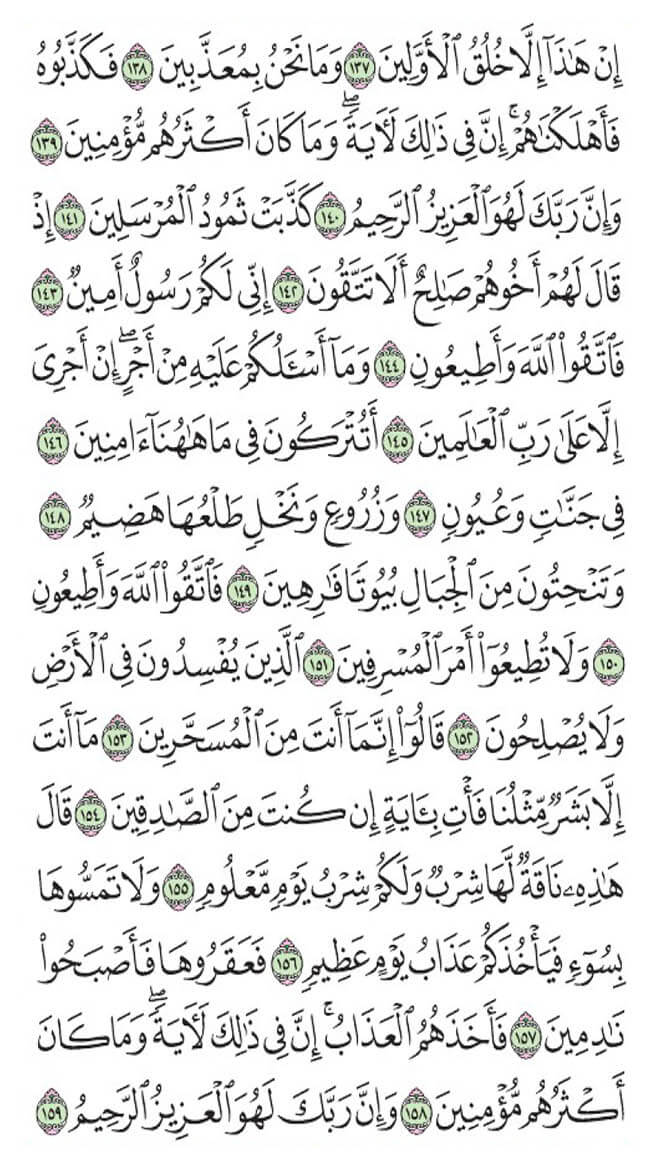 إِنْ هَٰذَآ إِلَّا خُلُقُ ٱلْأَوَّلِينَ ١٣٧ وَمَا نَحْنُ بِمُعَذَّبِينَ ١٣٨ فَكَذَّبُوهُ
فَأَهْلَكْنَٰهُمْۚ إِنَّ فِي ذَٰلِكَ لَأٓيَةٗۖ وَمَا كَانَ أَكْثَرُهُم مُّؤْمِنِينَ ١٣٩
وَإِنَّ رَبَّكَ لَهُوَ ٱلْعَزِيزُ ٱلرَّحِيمُ ١٤٠ كَذَّبَتْ ثَمُودُ ٱلْمُرْسَلِينَ ١٤١ إِذْ
قَالَ لَهُمْ أَخُوهُمْ صَٰلِحٌ أَلَا تَتَّقُونَ ١٤٢ إِنِّي لَكُمْ رَسُولٌ أَمِينٌ ١٤٣
فَٱتَّقُوا۟ ٱللَّهَ وَأَطِيعُونِ ١٤٤ وَمَآ أَسْـَٔلُكُمْ عَلَيْهِ مِنْ أَجْرٍۖ إِنْ أَجْرِىَ
إِلَّا عَلَىٰ رَبِّ ٱلْعَٰلَمِينَ ١٤٥ أَتُتْرَكُونَ فِي مَا هَٰهُنَآ ءَامِنِينَ ١٤٦
فِي جَنَّٰتٍ وَعُيُونٍ ١٤٧ وَزُرُوعٍ وَنَخْلٍ طَلْعُهَا هَضِيمٌ ١٤٨
وَتَنْحِتُونَ مِنَ ٱلْجِبَالِ بُيُوتًا فَٰرِهِينَ ١٤٩ فَٱتَّقُوا۟ ٱللَّهَ وَأَطِيعُونِ
١٥٠ وَلَا تُطِيعُوٓا۟ أَمْرَ ٱلْمُسْرِفِينَ ١٥١ ٱلَّذِينَ يُفْسِدُونَ فِي ٱلْأَرْضِ
وَلَا يُصْلِحُونَ ١٥٢ قَالُوٓا۟ إِنَّمَآ أَنتَ مِنَ ٱلْمُسَحَّرِينَ ١٥٣ مَآ أَنتَ
إِلَّا بَشَرٌ مِّثْلُنَا فَأْتِ بِـَٔايَةٍ إِن كُنتَ مِنَ ٱلصَّٰدِقِينَ ١٥٤ قَالَ
هَٰذِهِۦ نَاقَةٌ لَّهَا شِرْبٌ وَلَكُمْ شِرْبُ يَوْمٍ مَّعْلُومٍ ١٥٥ وَلَا تَمَسُّوهَا
بِسُوٓءٍ فَيَأْخُذَكُمْ عَذَابُ يَوْمٍ عَظِيمٍ ١٥٦ فَعَقَرُوهَا فَأَصْبَحُوا۟
نَٰدِمِينَ ١٥٧ فَأَخَذَهُمُ ٱلْعَذَابُۚ إِنَّ فِي ذَٰلِكَ لَأٓيَةٗۖ وَمَا كَانَ
أَكْثَرُهُم مُّؤْمِنِينَ ١٥٨ وَإِنَّ رَبَّكَ لَهُوَ ٱلْعَزِيزُ ٱلرَّحِيمُ ١٥٩